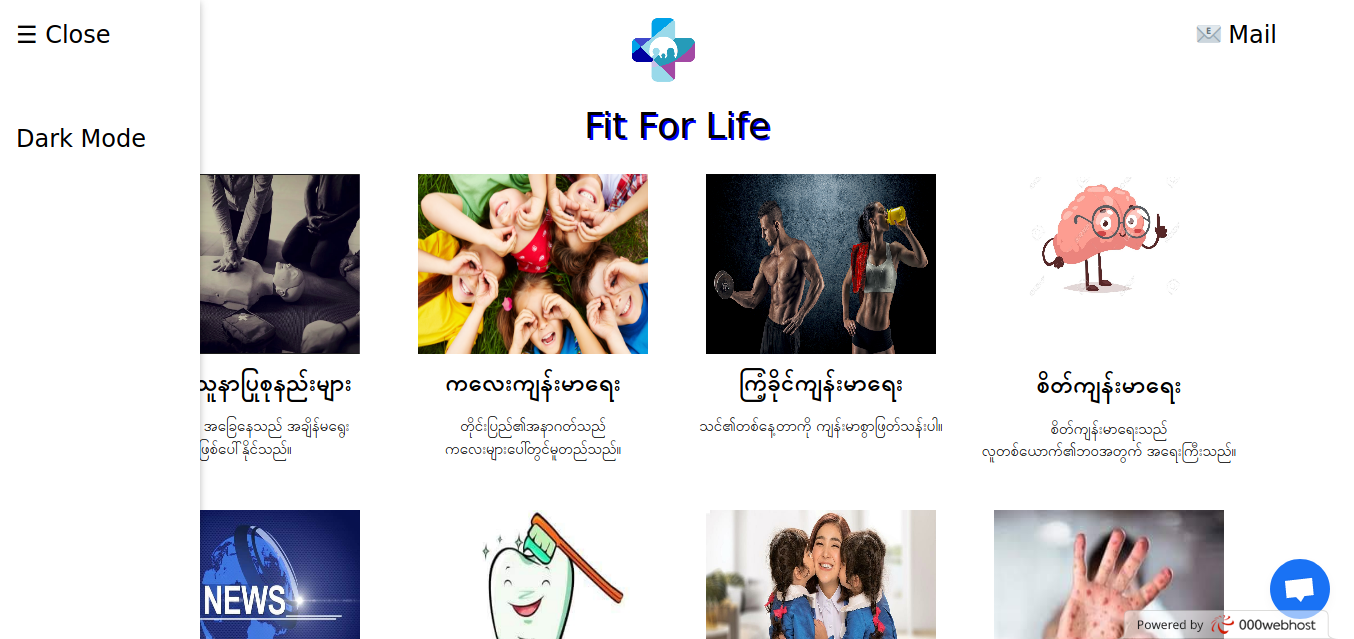 ☰ Close
📧 Mail
Fit For Life
Dark Mode
သူနာပြုစုနည်းများ
အခြေနေသည် အချိန်မရွေး
ဖြစ်ပေါ်နိုင်သည်။
ကလေးကျန်းမာရေး
တိုင်းပြည်၏အနာဂတ်သည်
ကလေးများပေါ်တွင်မူတည်သည်။
ကြံ့ခိုင်ကျန်းမာရေး
သင်၏တစ်နေ့တာကို ကျန်းမာစွာဖြတ်သန်းပါ။
စိတ်ကျန်းမာရေး
စိတ်ကျန်းမာရေးသည်
လူတစ်ယောက်၏ဘဝအတွက် အရေးကြီးသည်။
NEWS
Powered by 000webhost